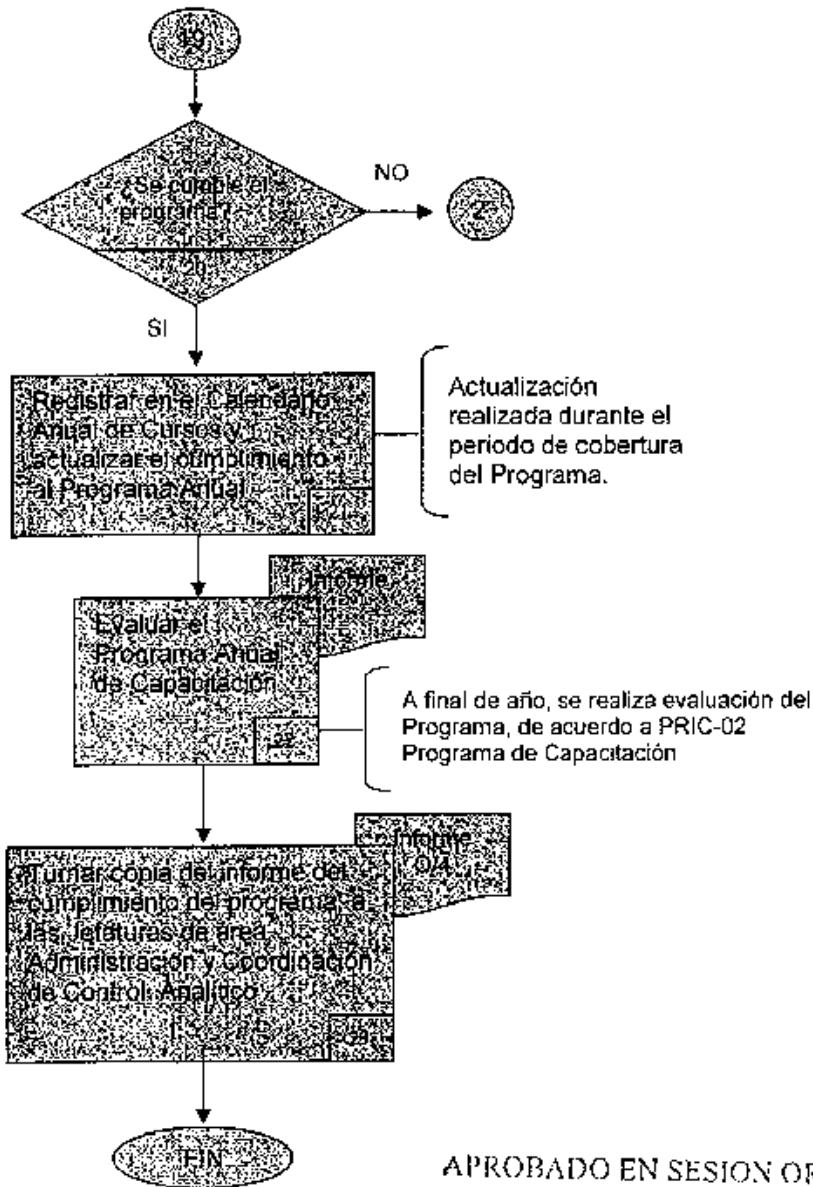 19
¿Se cumple el
programa?
20
NO
2
SI
Registrar en el Calendario
Anual de Cursos y
actualizar el cumplimiento
al Programa Anual
21
Actualización
realizada durante el
periodo de cobertura
del Programa.
Informe
Evaluar el
Programa Anual
de Capacitación
22
A final de año, se realiza evaluación del
Programa, de acuerdo a PRIC-02
Programa de Capacitación
Informe
0/4
Turnar copia de informe del
cumplimiento del programa a
las Jefaturas de área
Administración y Coordinación
de Control Analítico
23
FIN
APROBADO EN SESION